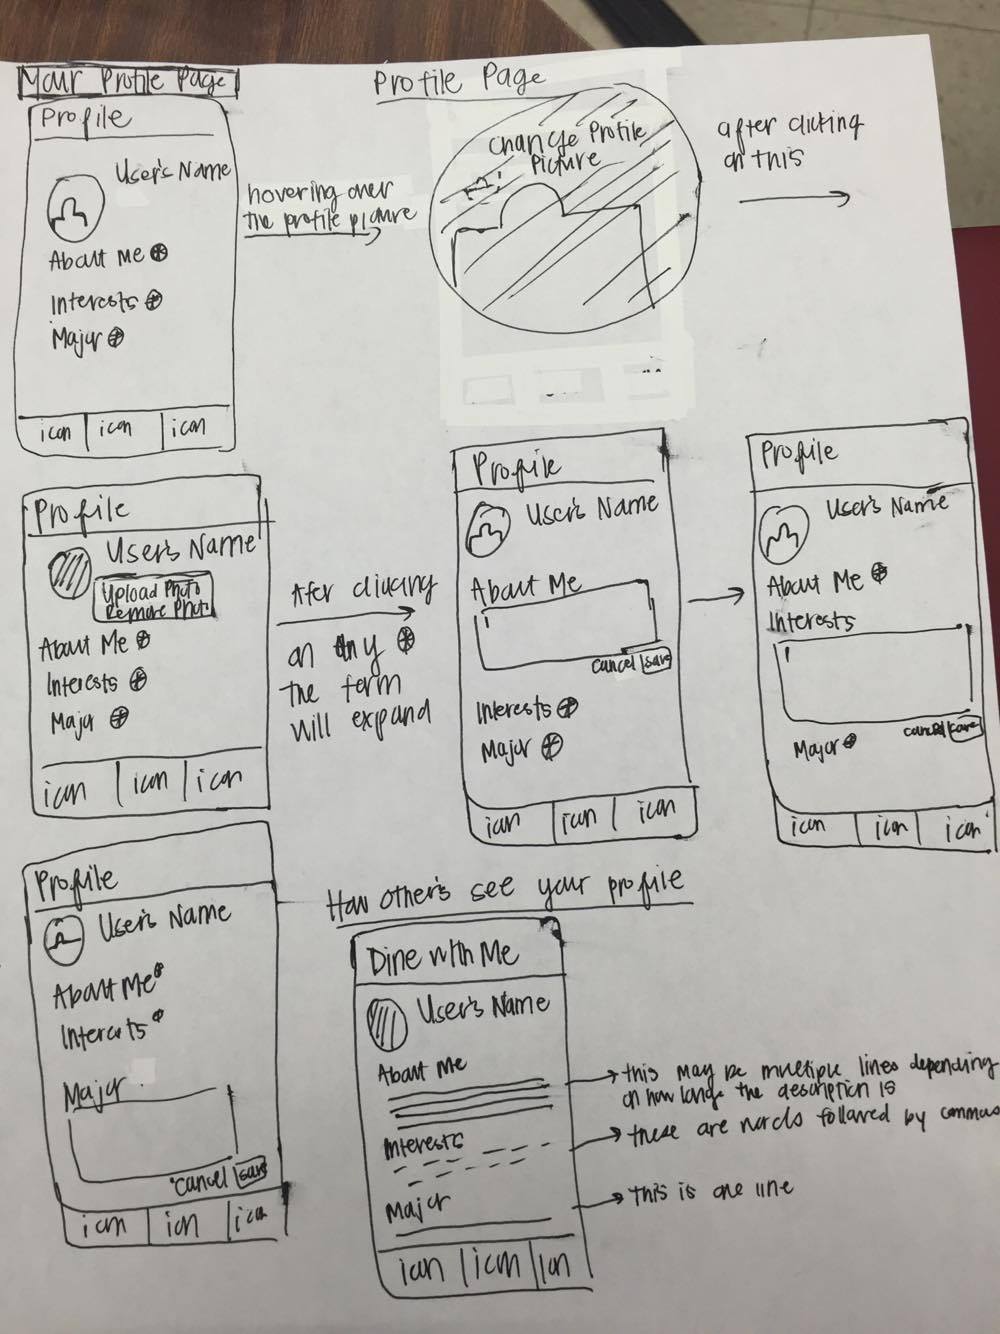 Your Profile Page
Profile
User's Name
About Me
Interests
Major
icon icon icon
hovering over
the profile picture
Profile Page
Change Profile
Picture
after clicking
on this
Profile
User's Name
Upload Photo
Remove Photo
About Me
Interests
Major
icon icon icon
After clicking
on any
the form
will expand
Profile
User's Name
About Me
cancel save
Interests
Major
icon icon icon
Profile
User's Name
About Me
Interests
cancel save
Major
icon icon icon
Profile
User's Name
About Me
Interests
Major
cancel save
icon icon icon
How other's see your profile
Dine with Me
User's Name
About Me
Interests
Major
icon icon icon
this may be multiple lines depending
on how large the description is
these are words followed by commas
this is one line